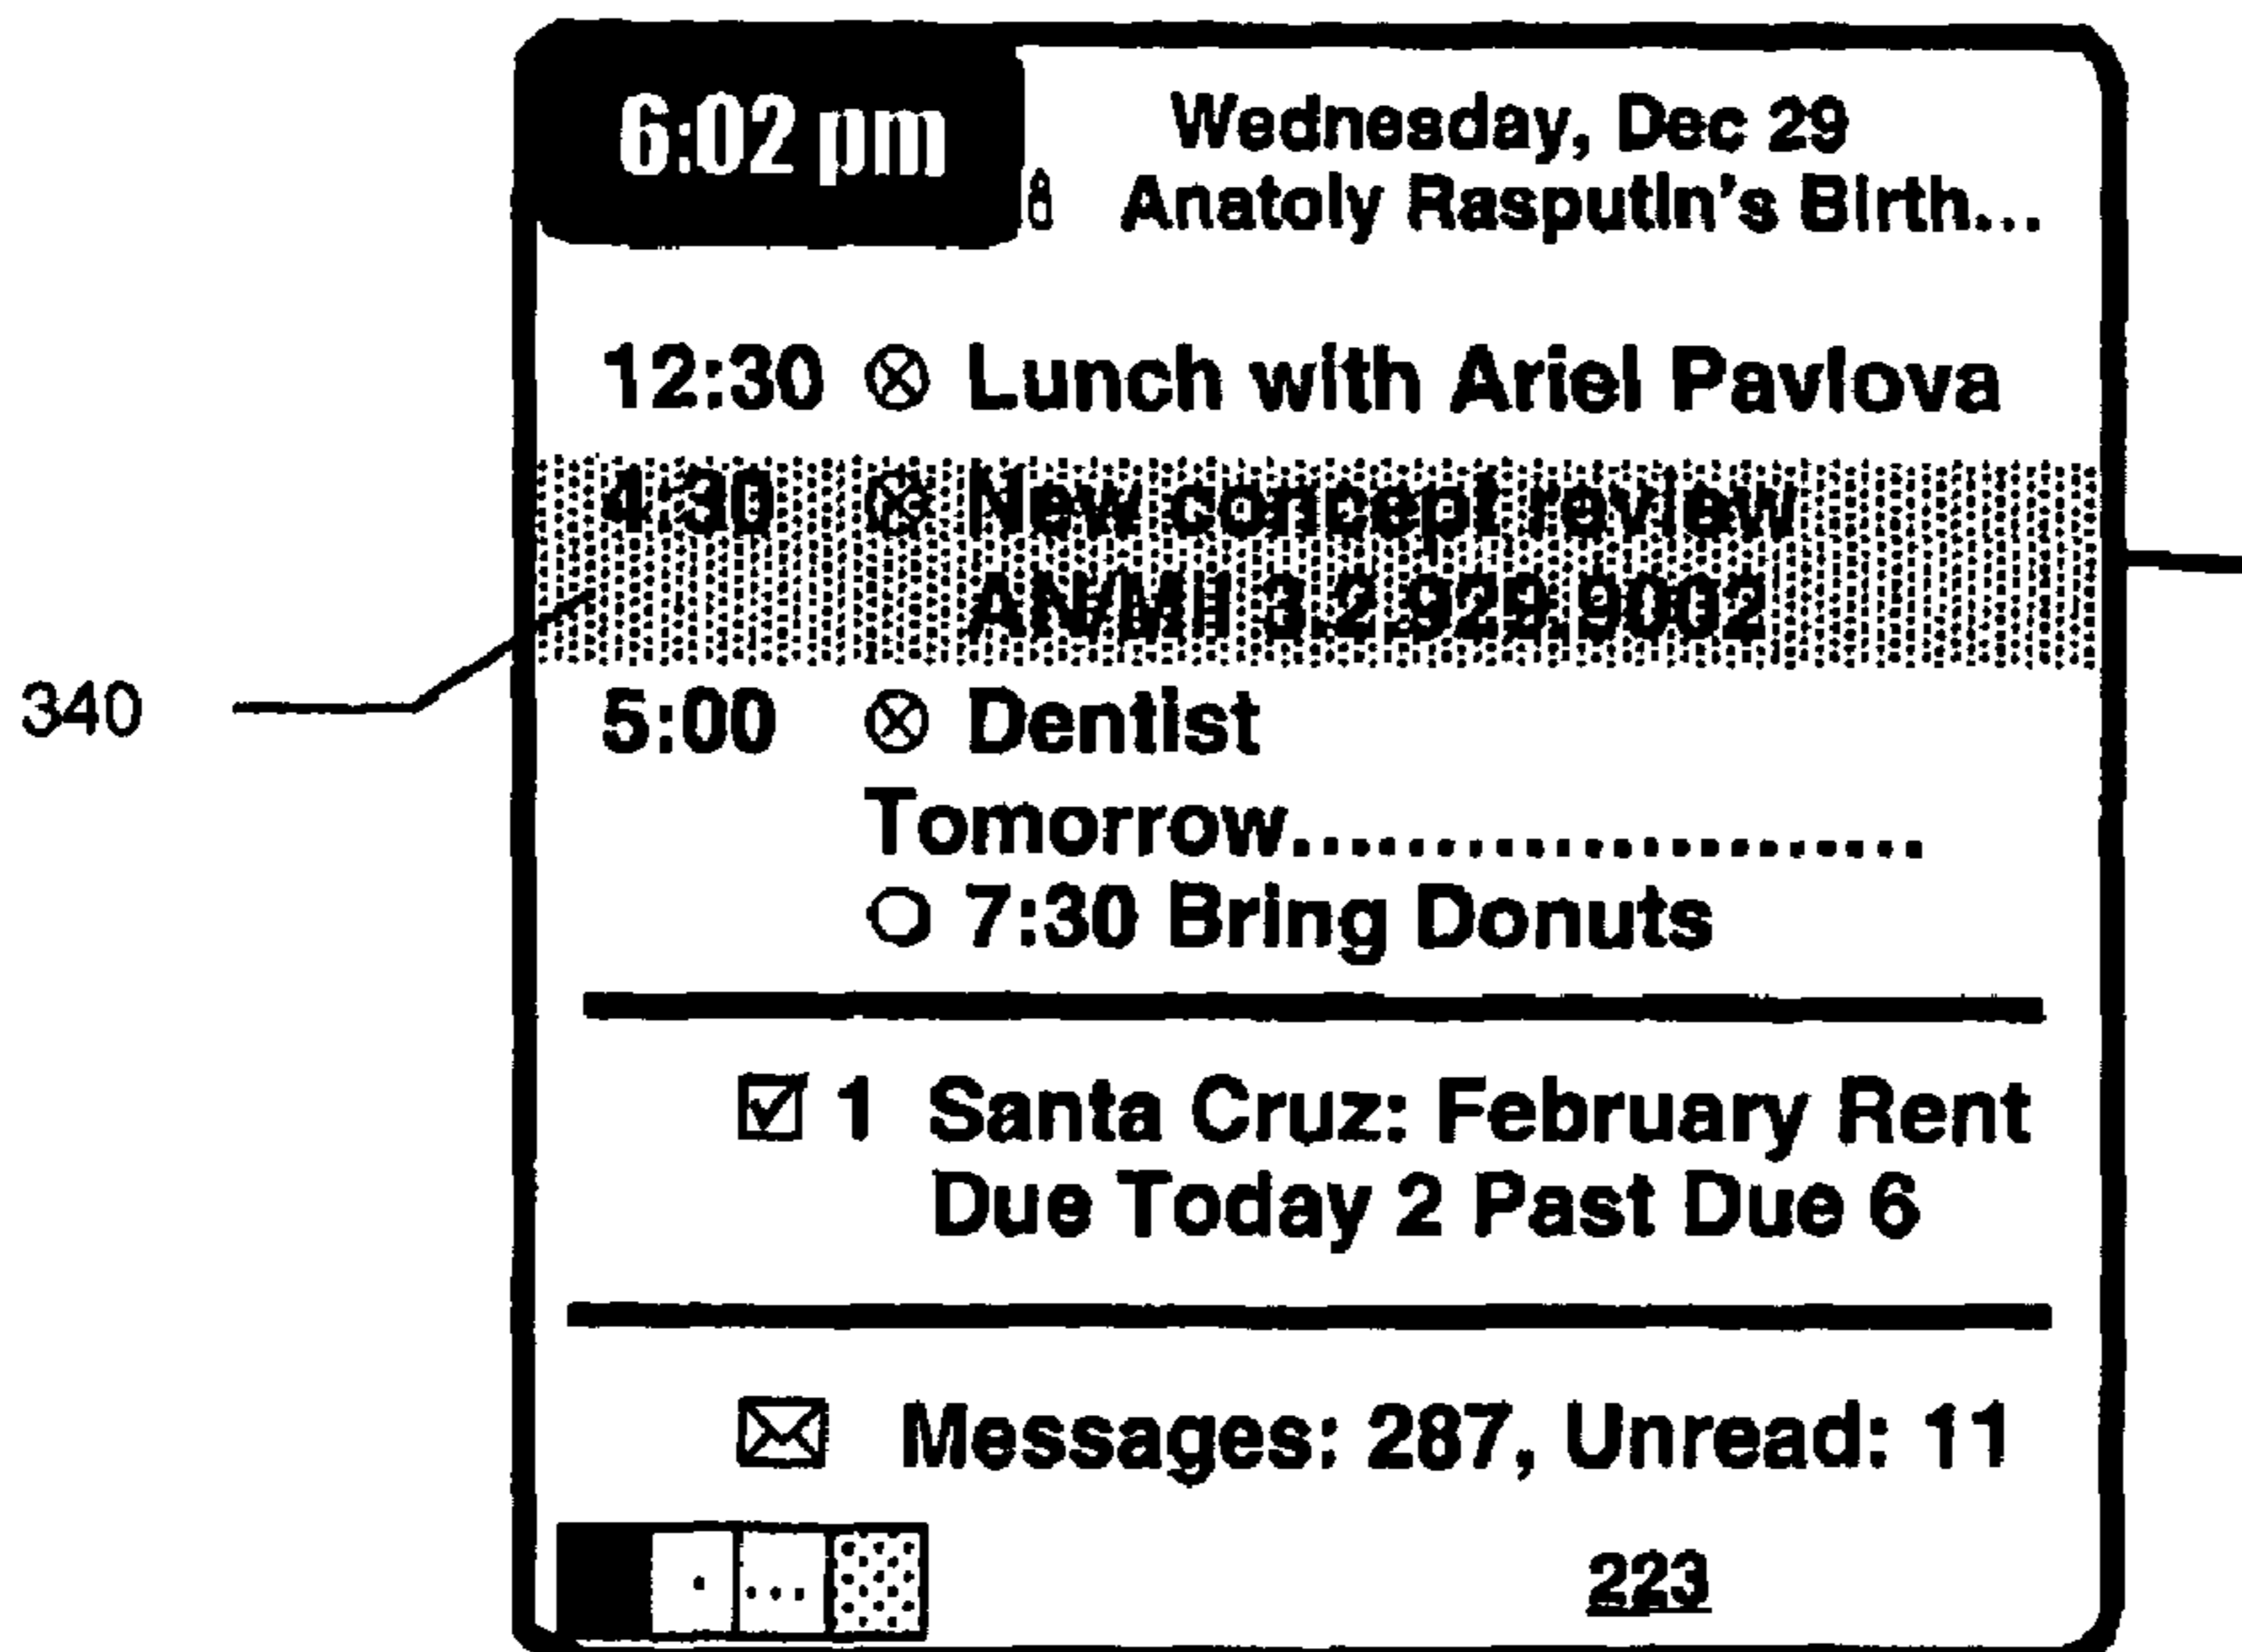 6:02 pm
Wednesday, Dec 29
Anatoly Rasputin's Birth...
12:30 ⊗ Lunch with Ariel Pavlova
4:30 ⊗ New concept review
AN/MII 3.2.929.9002
340
5:00 ⊗ Dentist
Tomorrow......................
○ 7:30 Bring Donuts
☑ 1 Santa Cruz: February Rent
Due Today 2 Past Due 6
Messages: 287, Unread: 11
223